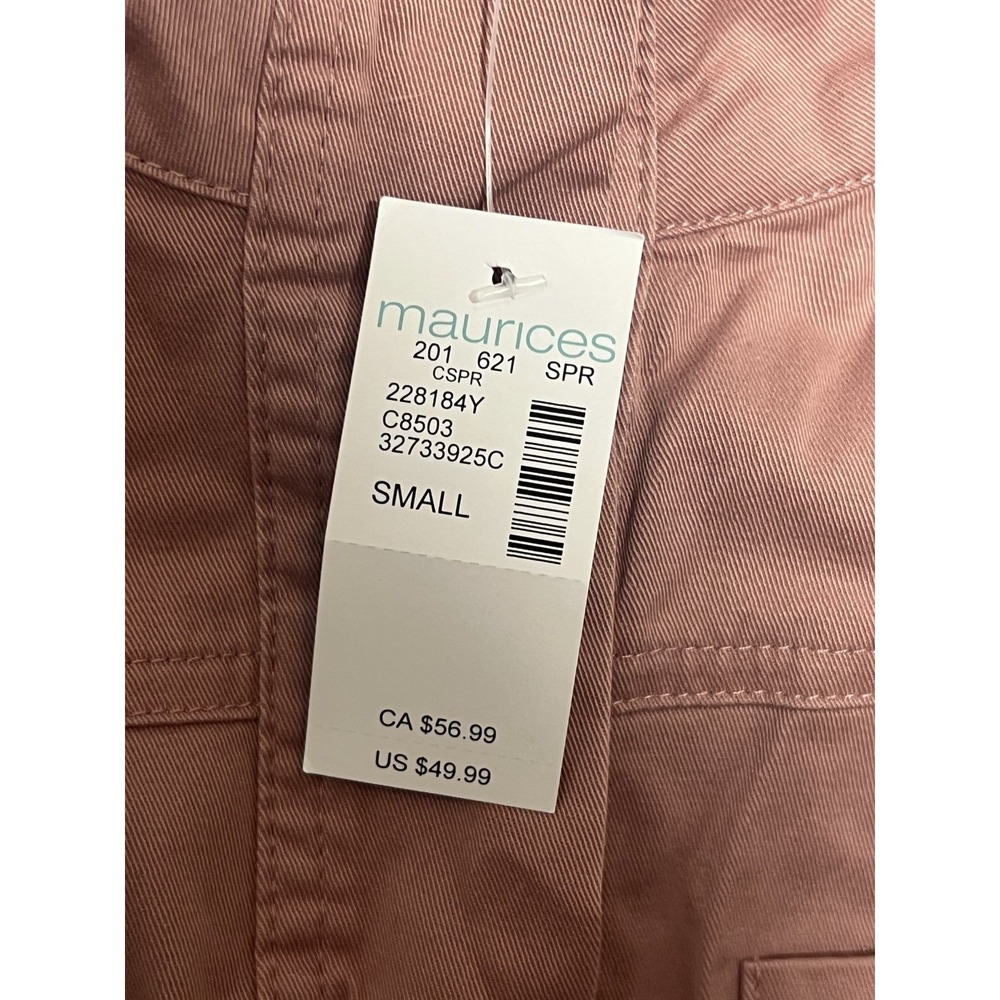 maurices
201 621 SPR
CSPR
228184Y
C8503
32733925C
SMALL
CA $56.99
US $49.99